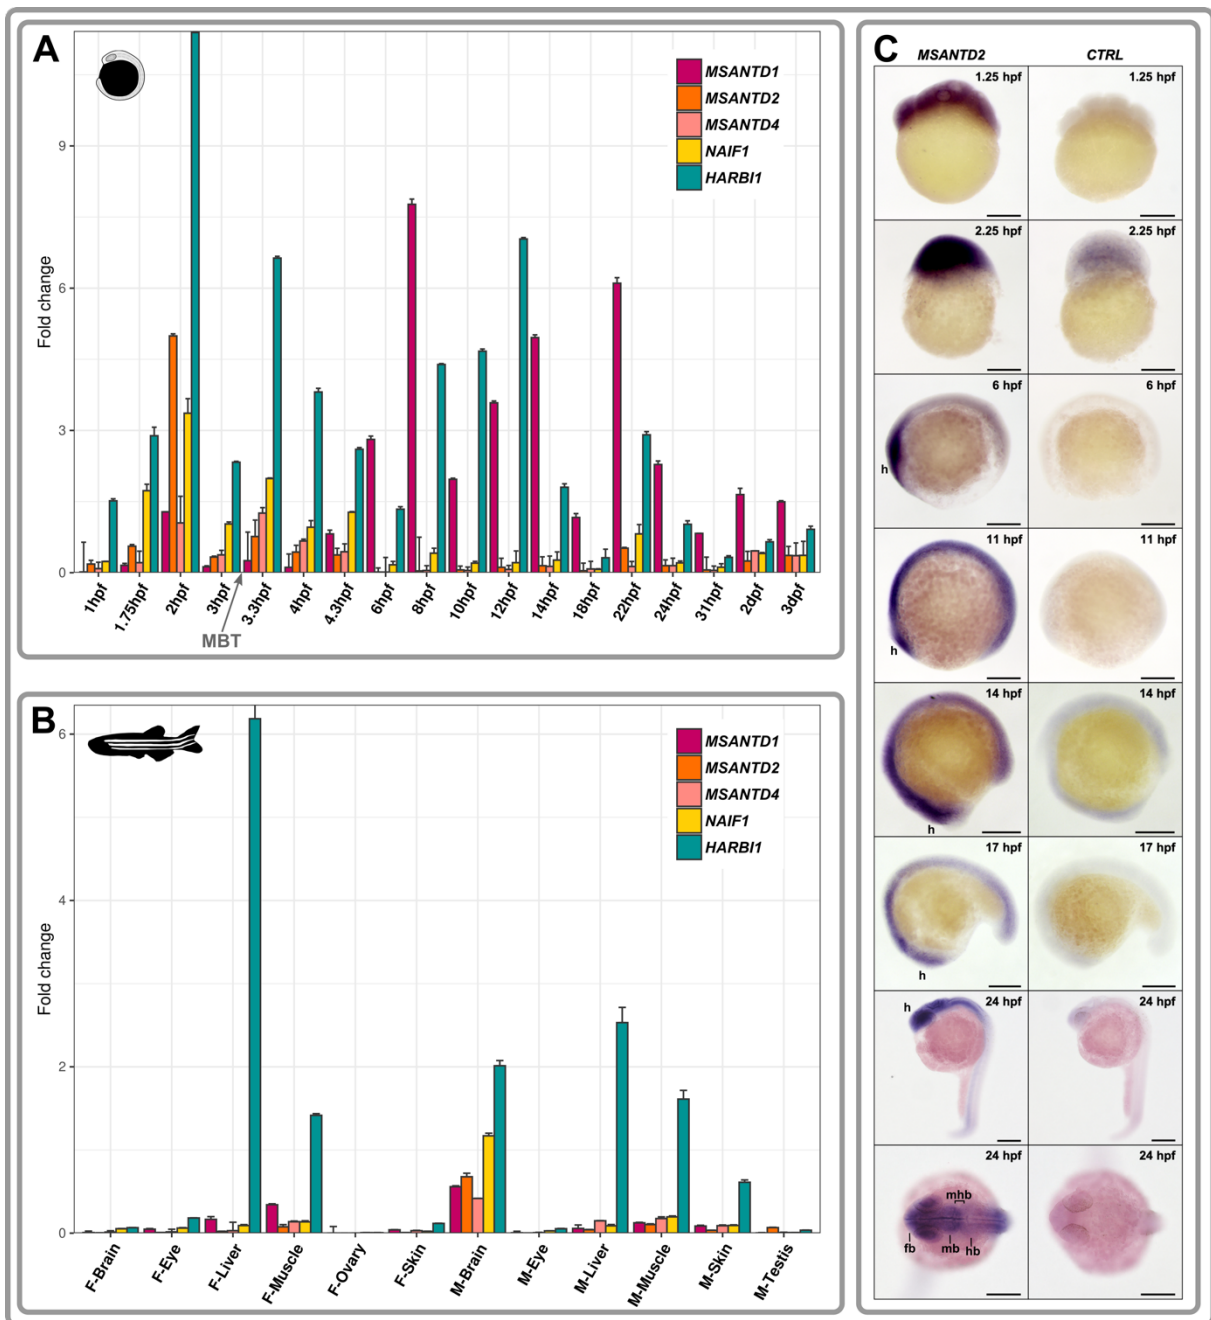 A
MSANTD1
MSANTD2
MSANTD4
NAIF1
HARBI1
Fold change
9
6
3
0
1hpf
1.75hpf
2hpf
3hpf
3.3hpf
4hpf
4.3hpf
6hpf
8hpf
10hpf
12hpf
14hpf
18hpf
22hpf
24hpf
31hpf
2dpf
3dpf
MBT
B
MSANTD1
MSANTD2
MSANTD4
NAIF1
HARBI1
Fold change
6
4
2
0
F-Brain
F-Eye
F-Liver
F-Muscle
F-Ovary
F-Skin
M-Brain
M-Eye
M-Liver
M-Muscle
M-Skin
M-Testis
C
MSANTD2 CTRL
1.25 hpf 1.25 hpf
2.25 hpf 2.25 hpf
6 hpf 6 hpf
h
11 hpf 11 hpf
h
14 hpf 14 hpf
h
17 hpf 17 hpf
h
24 hpf 24 hpf
h
24 hpf 24 hpf
mhb
fb mb hb